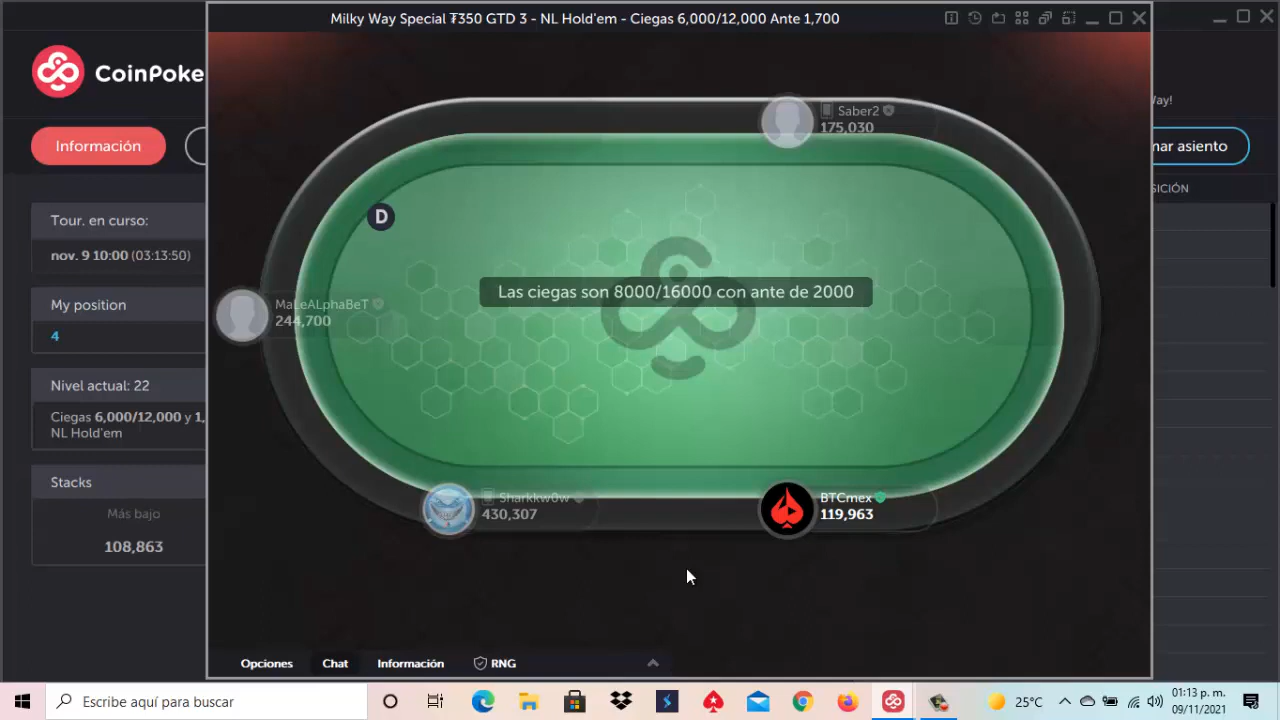 Milky Way Special ₮350 GTD 3 - NL Hold'em - Ciegas 6,000/12,000 Ante 1,700
CoinPoke
Saber2
175,030
way!
Información
mar asiento
SICIÓN
Tour. en curso:
D
nov. 9 10:00 (03:13:50)
Las ciegas son 8000/16000 con ante de 2000
My position
MaLeALphaBeT
244,700
4
Nivel actual: 22
Ciegas 6,000/12,000 y 1,
NL Hold'em
Stacks
Sharkkw0w
430,307
BTCmex
119,963
Más bajo
108,863
Opciones
Chat
Información
RNG
Escribe aquí para buscar
25°C
01:13 p. m.
09/11/2021